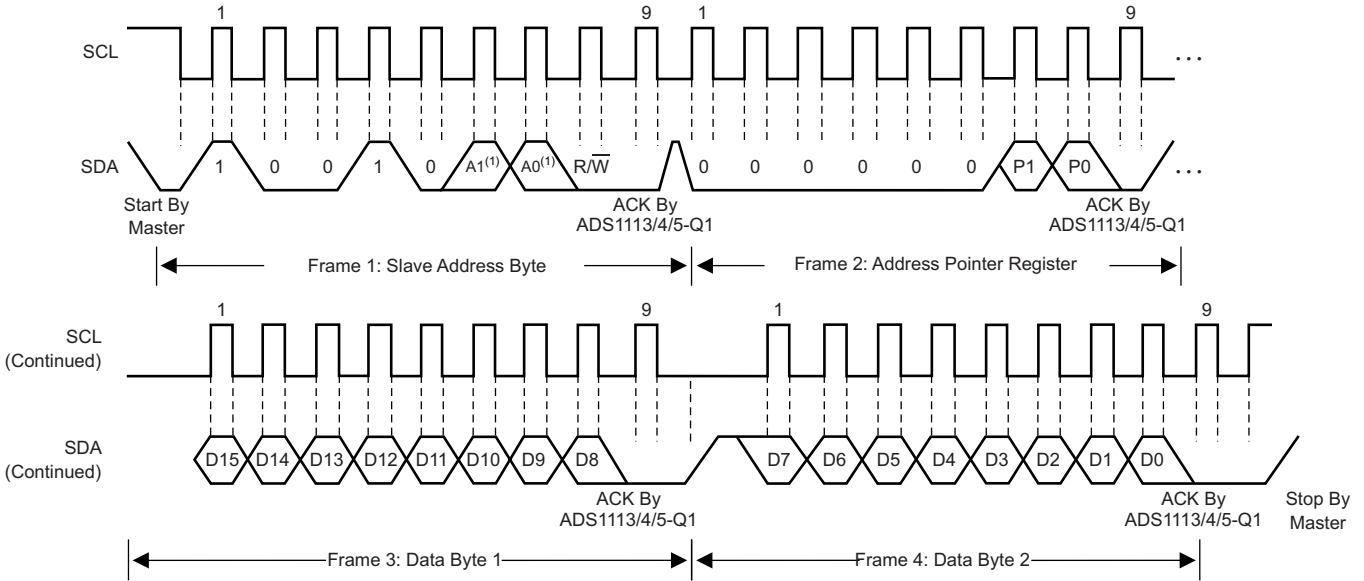 1 9 1 9
SCL
...
SDA 1 0 0 1 0 A1(1) A0(1) R/W 0 0 0 0 0 0 P1 P0 ...
Start By
Master
ACK By
ADS1113/4/5-Q1
ACK By
ADS1113/4/5-Q1
Frame 1: Slave Address Byte
Frame 2: Address Pointer Register
1 9 1 9
SCL
(Continued)
SDA
(Continued)
D15 D14 D13 D12 D11 D10 D9 D8 D7 D6 D5 D4 D3 D2 D1 D0
ACK By
ADS1113/4/5-Q1
ACK By
ADS1113/4/5-Q1
Stop By
Master
Frame 3: Data Byte 1
Frame 4: Data Byte 2